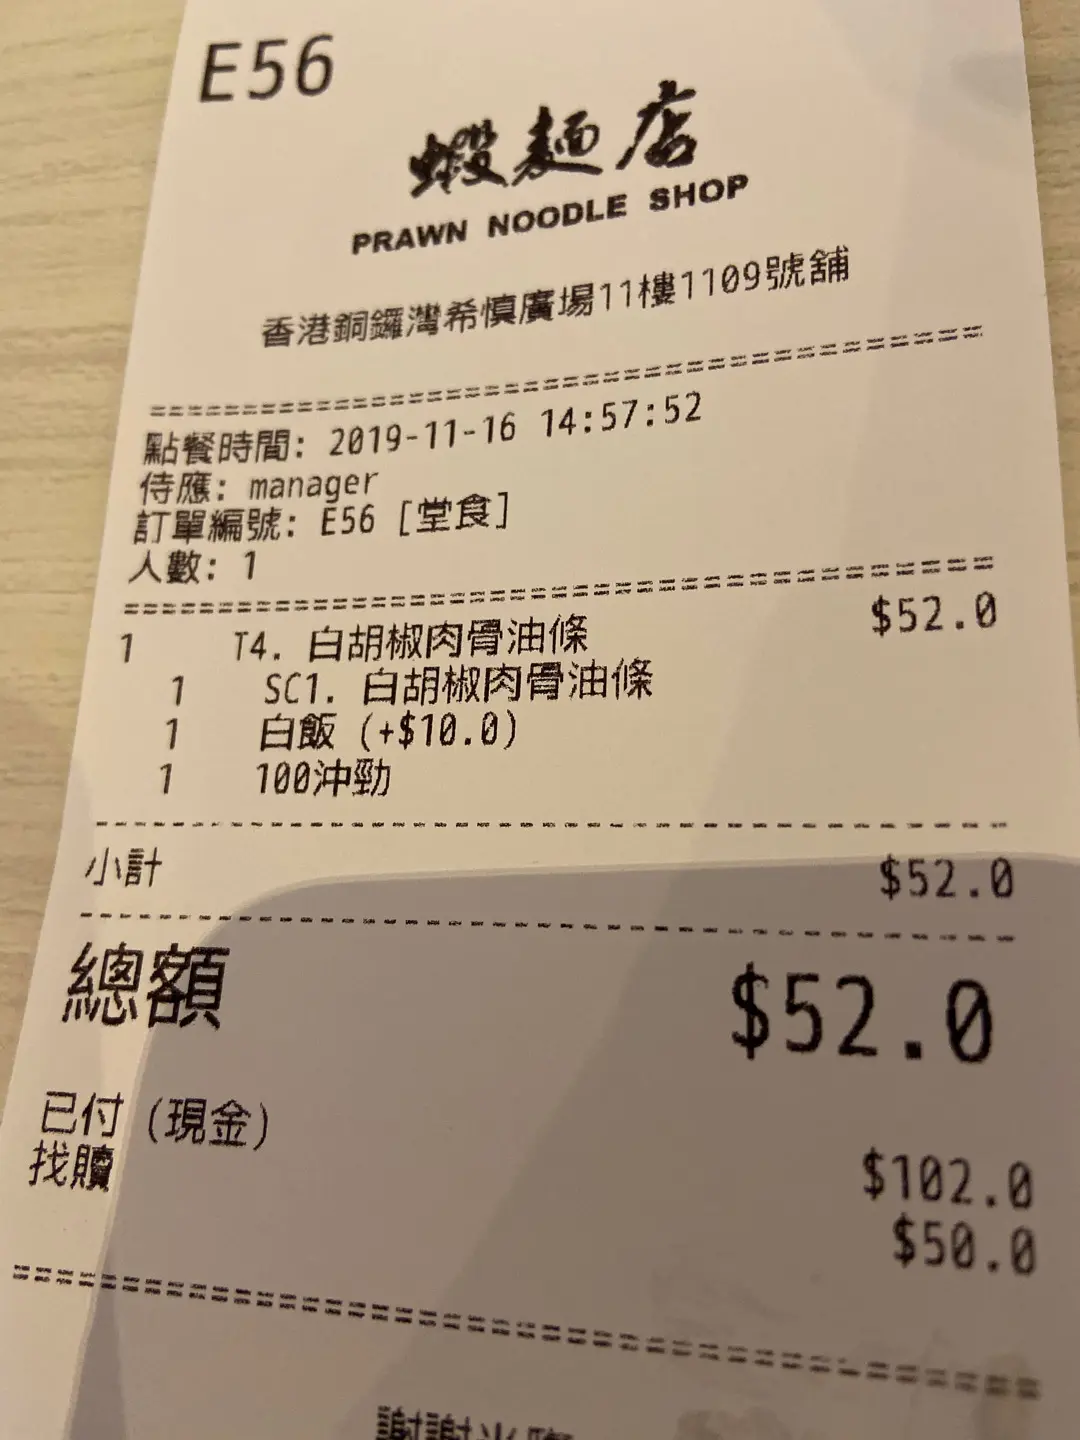 E56
蝦麵店
PRAWN NOODLE SHOP
香港銅鑼灣希慎廣場11樓1109號舖
點餐時間: 2019-11-16 14:57:52
侍應: manager
訂單編號: E56 [堂食]
人數: 1
1 T4. 白胡椒肉骨油條 $52.0
1 SC1. 白胡椒肉骨油條
1 白飯 (+$10.0)
1 100沖勁
小計 $52.0
總額 $52.0
已付 (現金) $102.0
找贖 $50.0
謝謝光臨